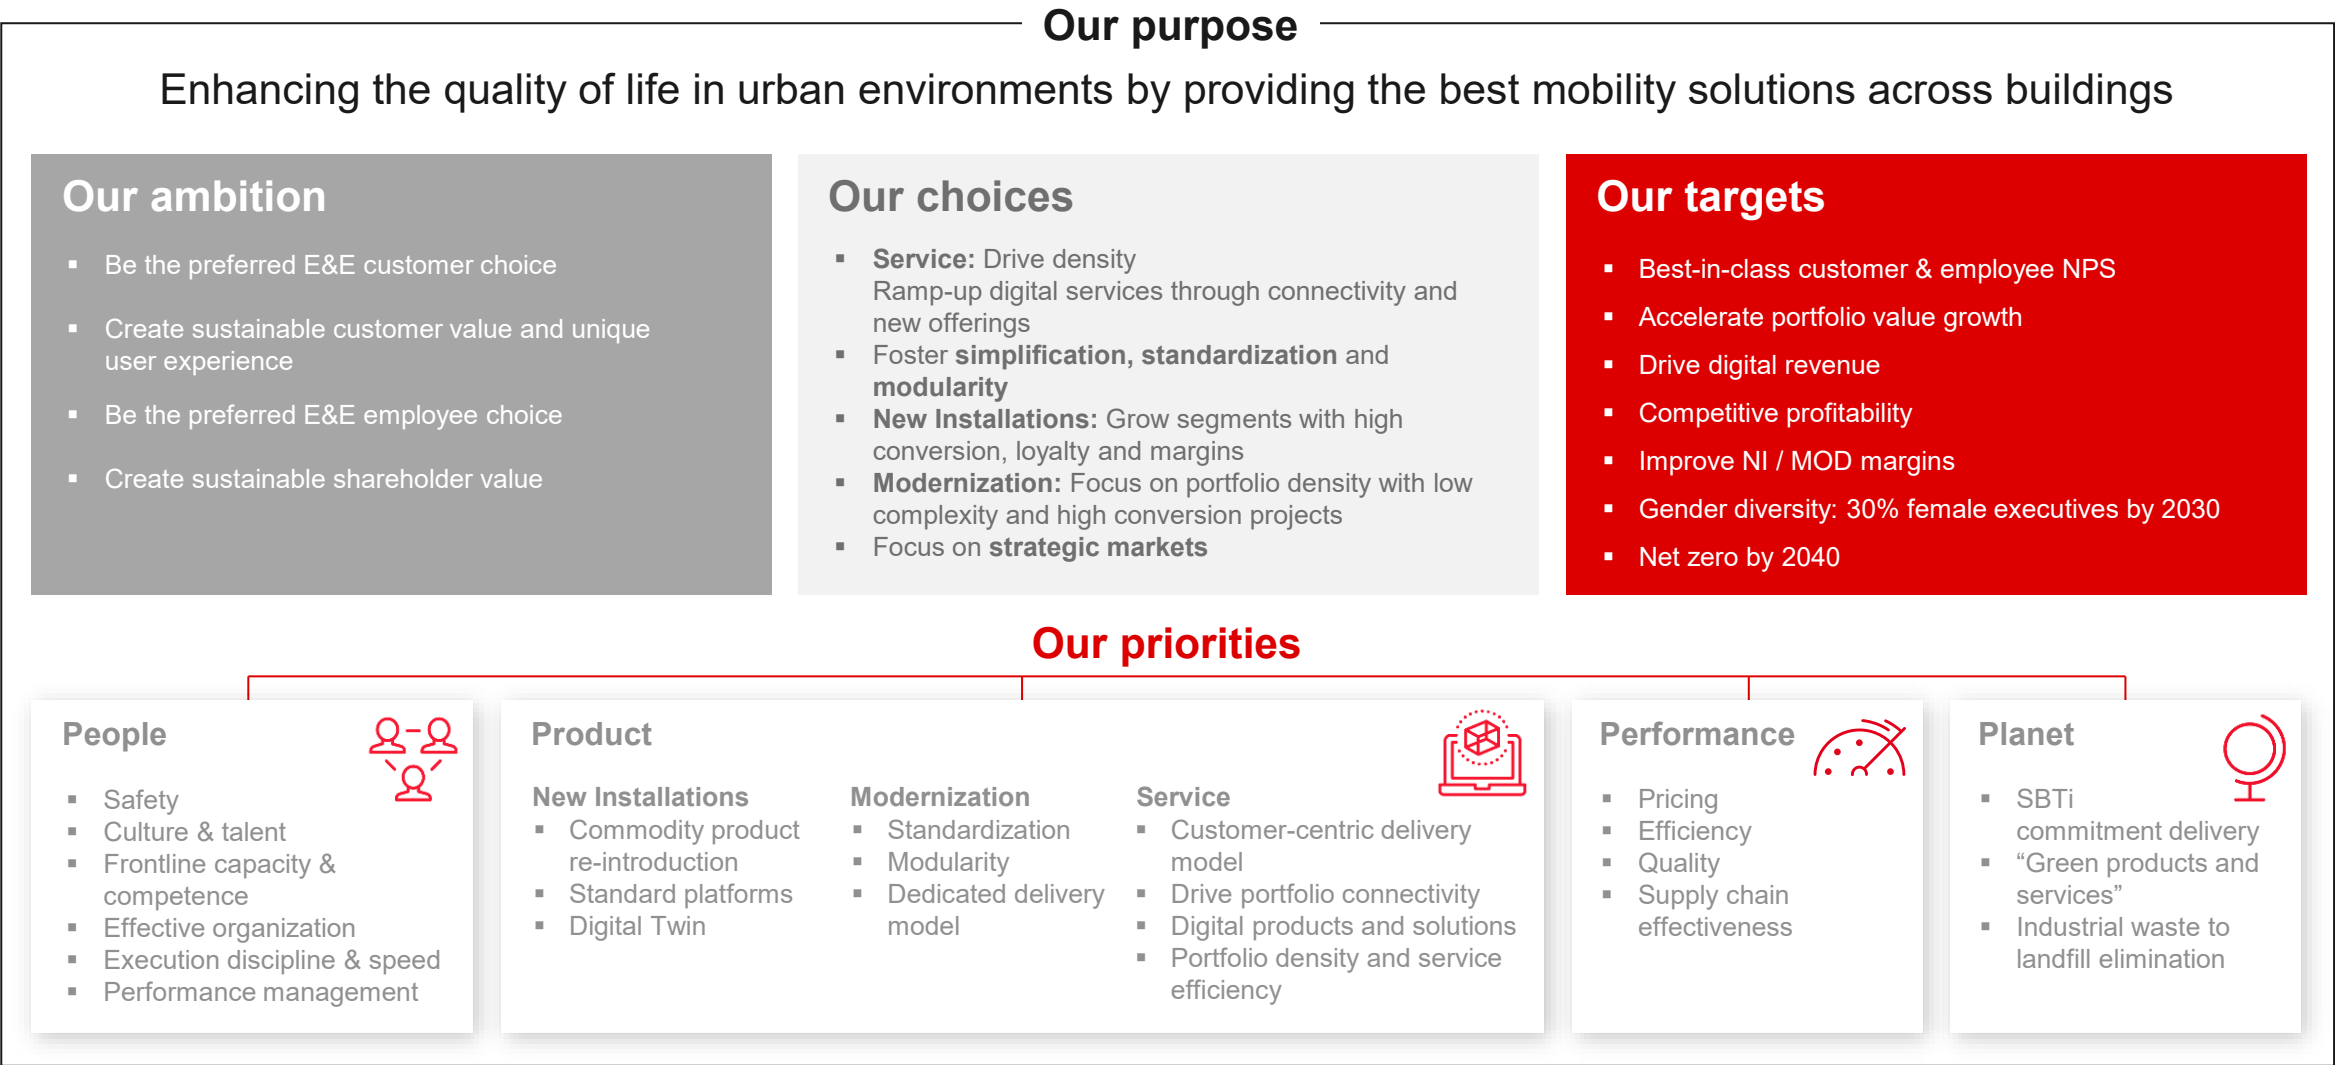 Our purpose
Enhancing the quality of life in urban environments by providing the best mobility solutions across buildings
Our ambition
▪ Be the preferred E&E customer choice
▪ Create sustainable customer value and unique
user experience
▪ Be the preferred E&E employee choice
▪ Create sustainable shareholder value
Our choices
▪ Service: Drive density
Ramp-up digital services through connectivity and
new offerings
▪ Foster simplification, standardization and
modularity
▪ New Installations: Grow segments with high
conversion, loyalty and margins
▪ Modernization: Focus on portfolio density with low
complexity and high conversion projects
▪ Focus on strategic markets
Our targets
▪ Best-in-class customer & employee NPS
▪ Accelerate portfolio value growth
▪ Drive digital revenue
▪ Competitive profitability
▪ Improve NI / MOD margins
▪ Gender diversity: 30% female executives by 2030
▪ Net zero by 2040
Our priorities
People
▪ Safety
▪ Culture & talent
▪ Frontline capacity &
competence
▪ Effective organization
▪ Execution discipline & speed
▪ Performance management
Product
New Installations
▪ Commodity product
re-introduction
▪ Standard platforms
▪ Digital Twin
Modernization
▪ Standardization
▪ Modularity
▪ Dedicated delivery
model
Service
▪ Customer-centric delivery
model
▪ Drive portfolio connectivity
▪ Digital products and solutions
▪ Portfolio density and service
efficiency
Performance
▪ Pricing
▪ Efficiency
▪ Quality
▪ Supply chain
effectiveness
Planet
▪ SBTi
commitment delivery
▪ “Green products and
services”
▪ Industrial waste to
landfill elimination